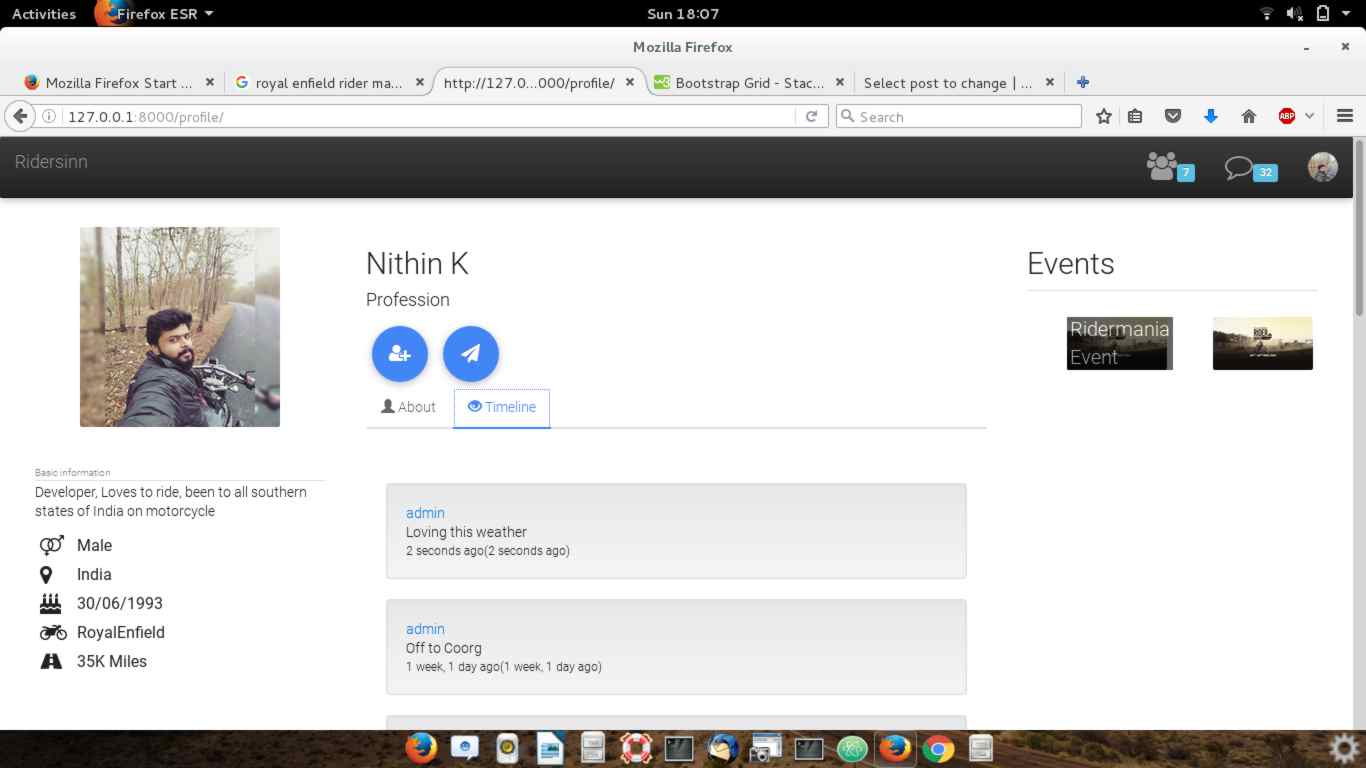 Activities Firefox ESR Sun 18:07
Mozilla Firefox
Mozilla Firefox Start ... royal enfield rider ma... http://127.0...000/profile/ Bootstrap Grid - Stac... Select post to change | ...
127.0.0.1:8000/profile/ Search ABP
Ridersinn 7 32
Nithin K
Profession
About Timeline
Events
Ridermania
Event
Basic information
Developer, Loves to ride, been to all southern
states of India on motorcycle
Male
India
30/06/1993
RoyalEnfield
35K Miles
admin
Loving this weather
2 seconds ago(2 seconds ago)
admin
Off to Coorg
1 week, 1 day ago(1 week, 1 day ago)